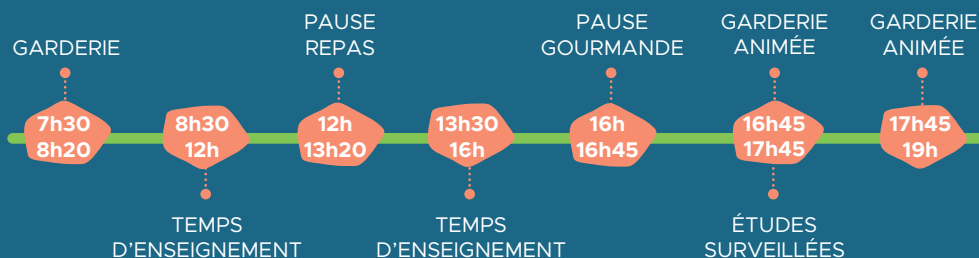 GARDERIE
7h30
8h20
8h30
12h
TEMPS
D'ENSEIGNEMENT
PAUSE
REPAS
12h
13h20
13h30
16h
TEMPS
D'ENSEIGNEMENT
PAUSE
GOURMANDE
16h
16h45
GARDERIE
ANIMÉE
16h45
17h45
ÉTUDES
SURVEILLÉES
GARDERIE
ANIMÉE
17h45
19h